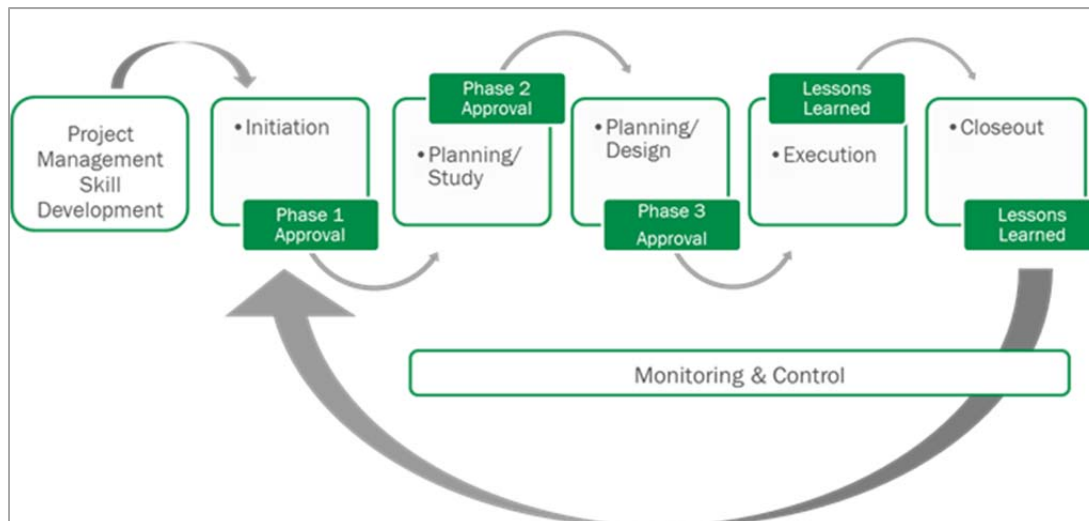 Project
Management
Skill
Development
•Initiation
Phase 1
Approval
Phase 2
Approval
•Planning/
Study
•Planning/
Design
Phase 3
Approval
Lessons
Learned
•Execution
•Closeout
Lessons
Learned
Monitoring & Control